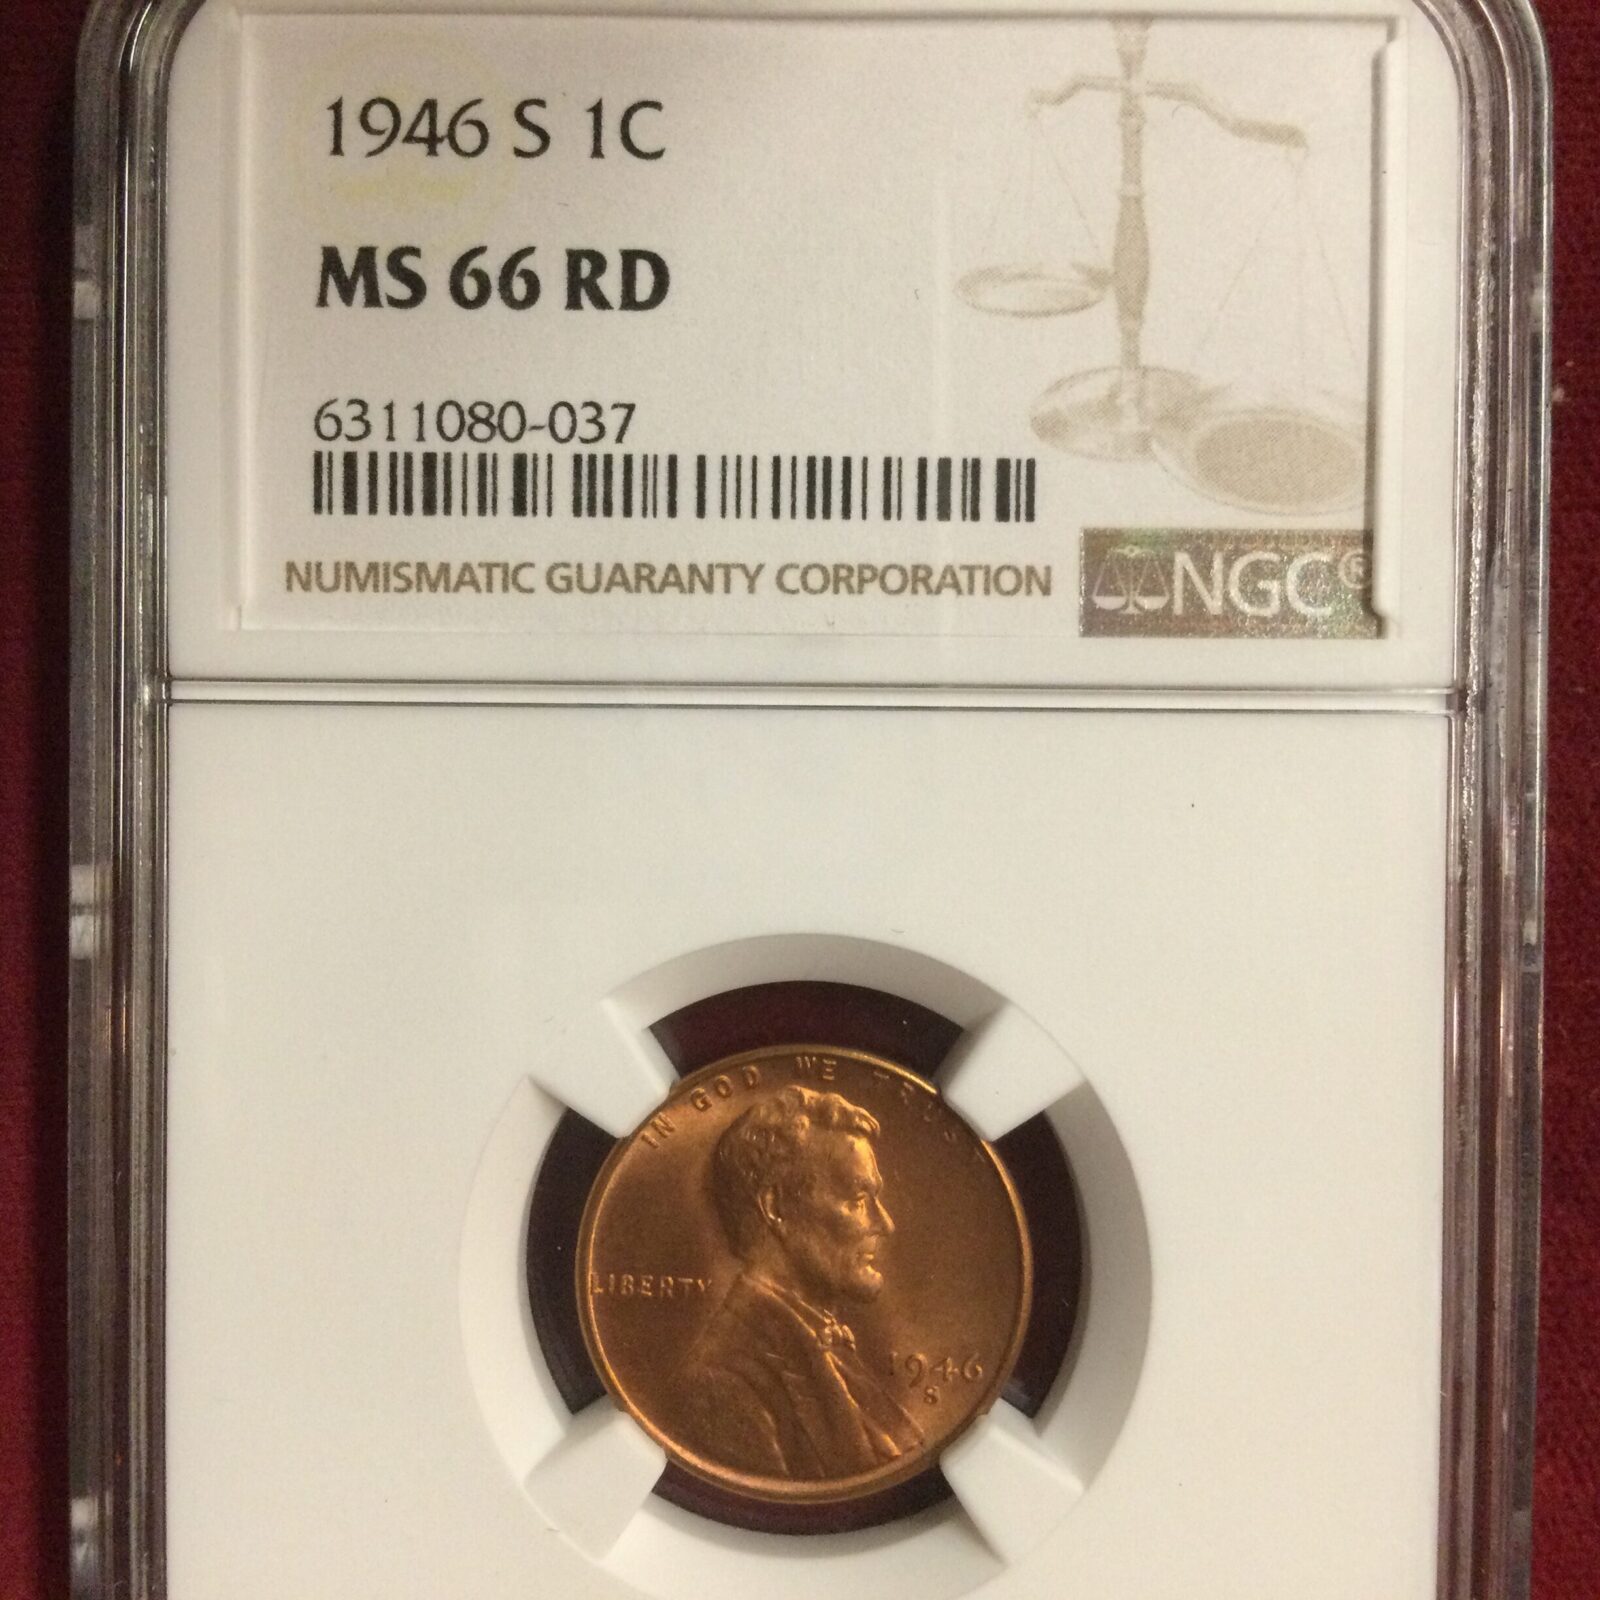 1946 S 1C
MS 66 RD
6311080-037
NUMISMATIC GUARANTY CORPORATION
NGC®
IN GOD WE TRUST
LIBERTY
1946
S